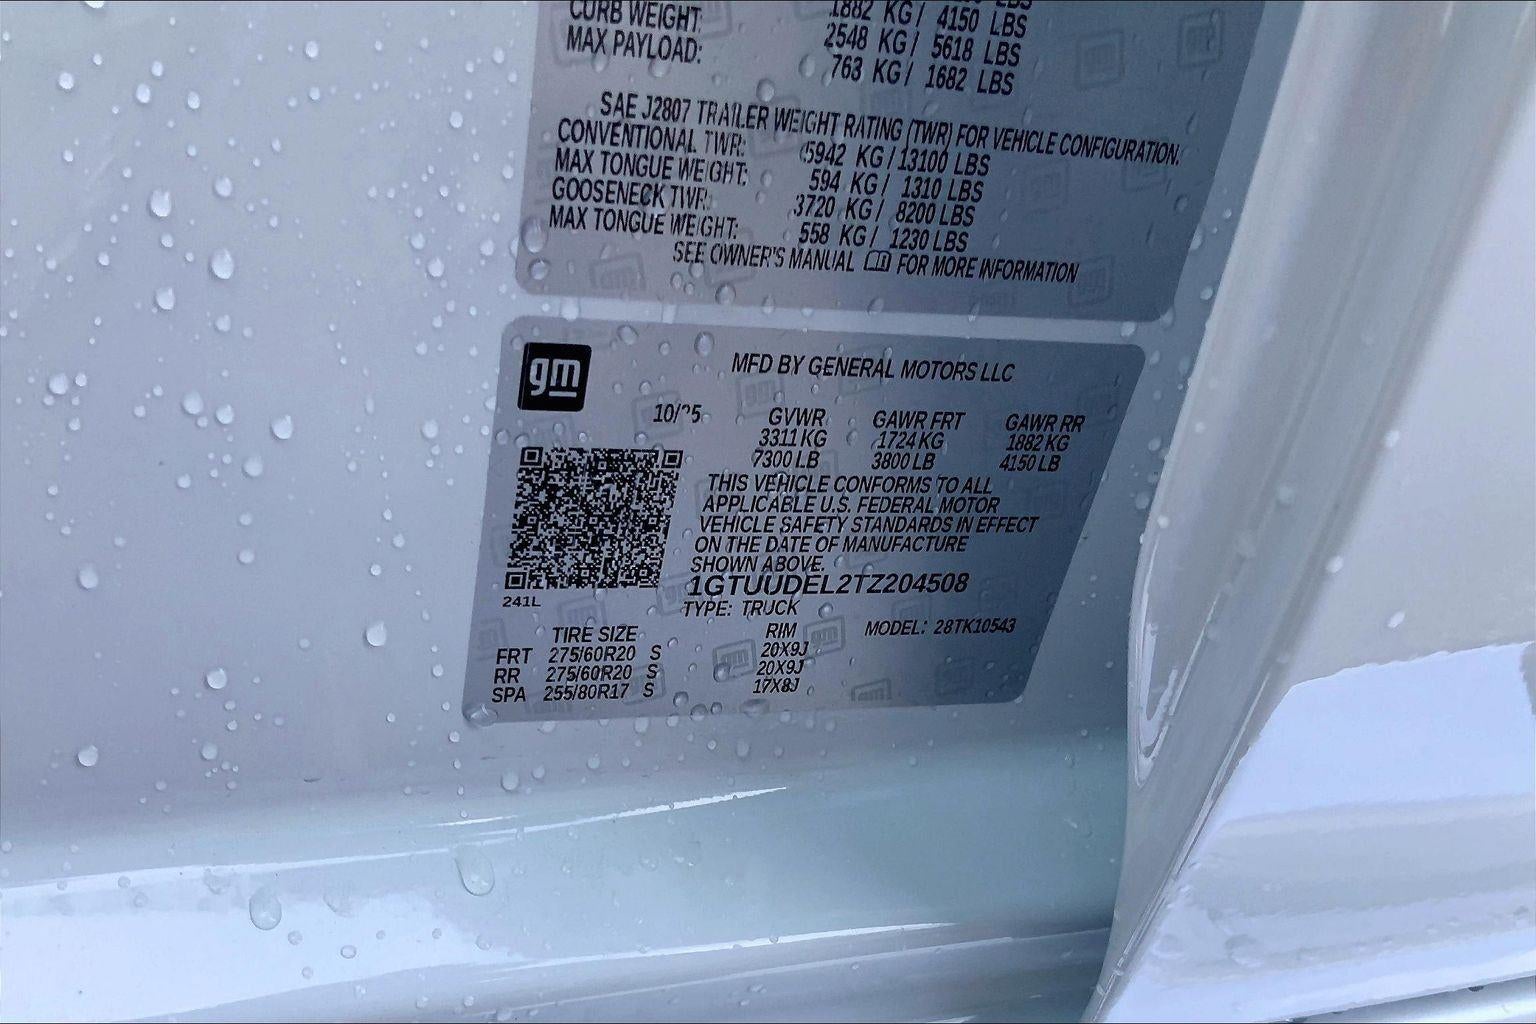 CURB WEIGHT: 1882 KG/ 4150 LBS
MAX PAYLOAD: 2548 KG/ 5618 LBS
763 KG/ 1682 LBS
SAE J2807 TRAILER WEIGHT RATING (TWR) FOR VEHICLE CONFIGURATION.
CONVENTIONAL TWR: 5942 KG/13100 LBS
MAX TONGUE WEIGHT: 594 KG/ 1310 LBS
GOOSENECK TWR: 3720 KG/ 8200 LBS
MAX TONGUE WEIGHT: 558 KG/ 1230 LBS
SEE OWNER'S MANUAL FOR MORE INFORMATION
gm
MFD BY GENERAL MOTORS LLC
10/25 GVWR GAWR FRT GAWR RR
3311 KG 1724 KG 1882 KG
7300 LB 3800 LB 4150 LB
THIS VEHICLE CONFORMS TO ALL
APPLICABLE U.S. FEDERAL MOTOR
VEHICLE SAFETY STANDARDS IN EFFECT
ON THE DATE OF MANUFACTURE
SHOWN ABOVE.
1GTUUDEL2TZ204508
241L
TYPE: TRUCK
TIRE SIZE RIM MODEL: 28TK10543
FRT 275/60R20 S 20X9J
RR 275/60R20 S 20X9J
SPA 255/80R17 S 17X8J